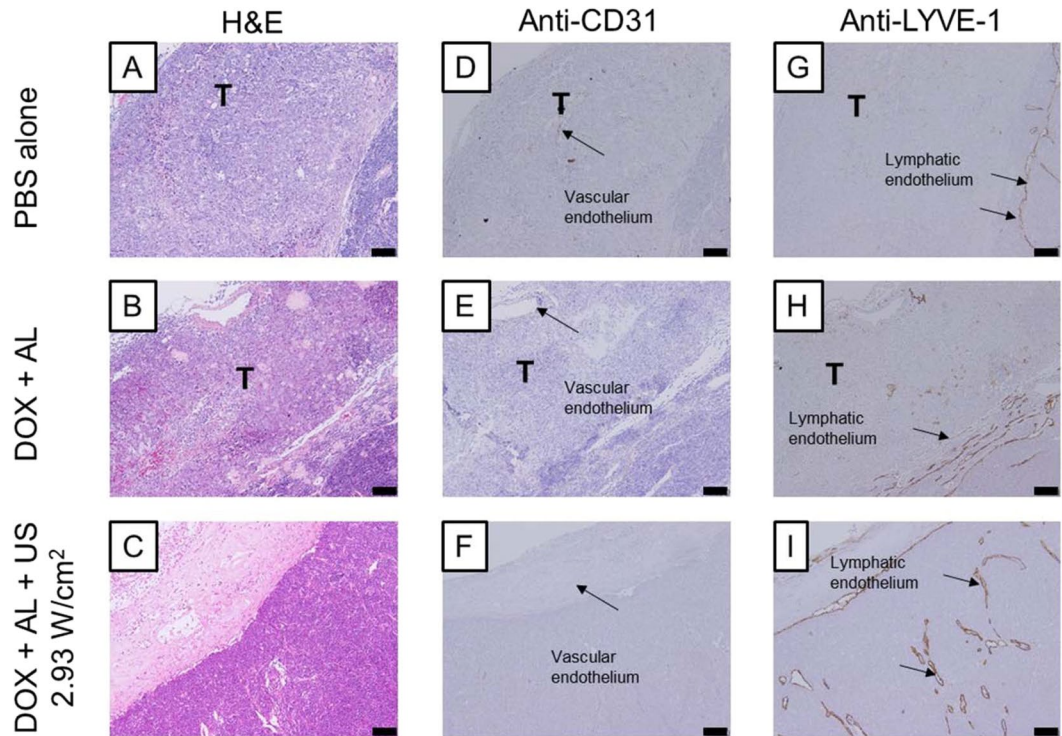 H&E
Anti-CD31
Anti-LYVE-1
PBS alone
A
T
D
T
Vascular
endothelium
G
T
Lymphatic
endothelium
DOX + AL
B
T
E
T
Vascular
endothelium
H
T
Lymphatic
endothelium
DOX + AL + US
2.93 W/cm²
C
F
Vascular
endothelium
I
Lymphatic
endothelium